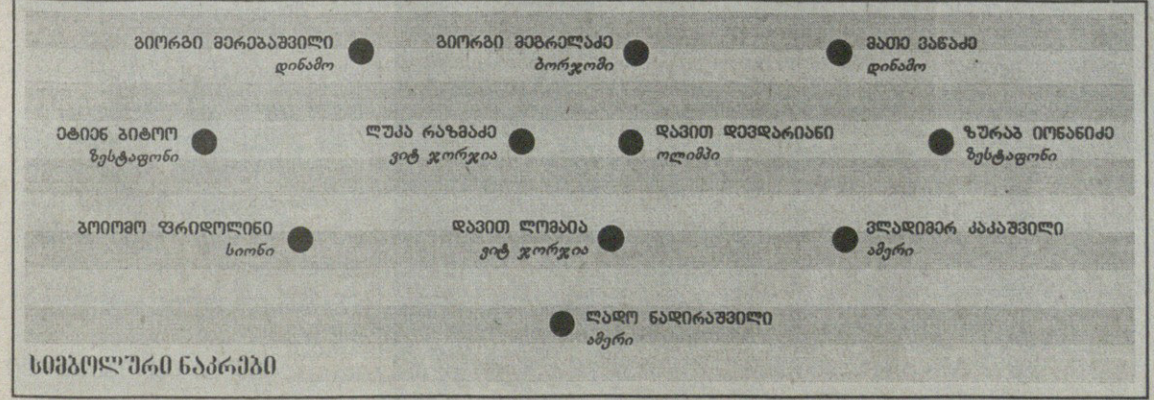 გიორგი მერებაშვილი
დინამო
გიორგი მეგრელაძე
ბორჯომი
მათე ვაწაძე
დინამო
ეტიენ ბიტოო
ზესტაფონი
ლუკა რაზმაძე
ვიტ ჯორჯია
დავით დევდარიანი
ოლიმპი
ზურაბ იონანიძე
ზესტაფონი
ბოიომო ფრიდოლინი
სიონი
დავით ლომაია
ვიტ ჯორჯია
ვლადიმერ კაკაშვილი
ამერი
ლადო ნადირაშვილი
ამერი
სიმბოლური ნაკრები